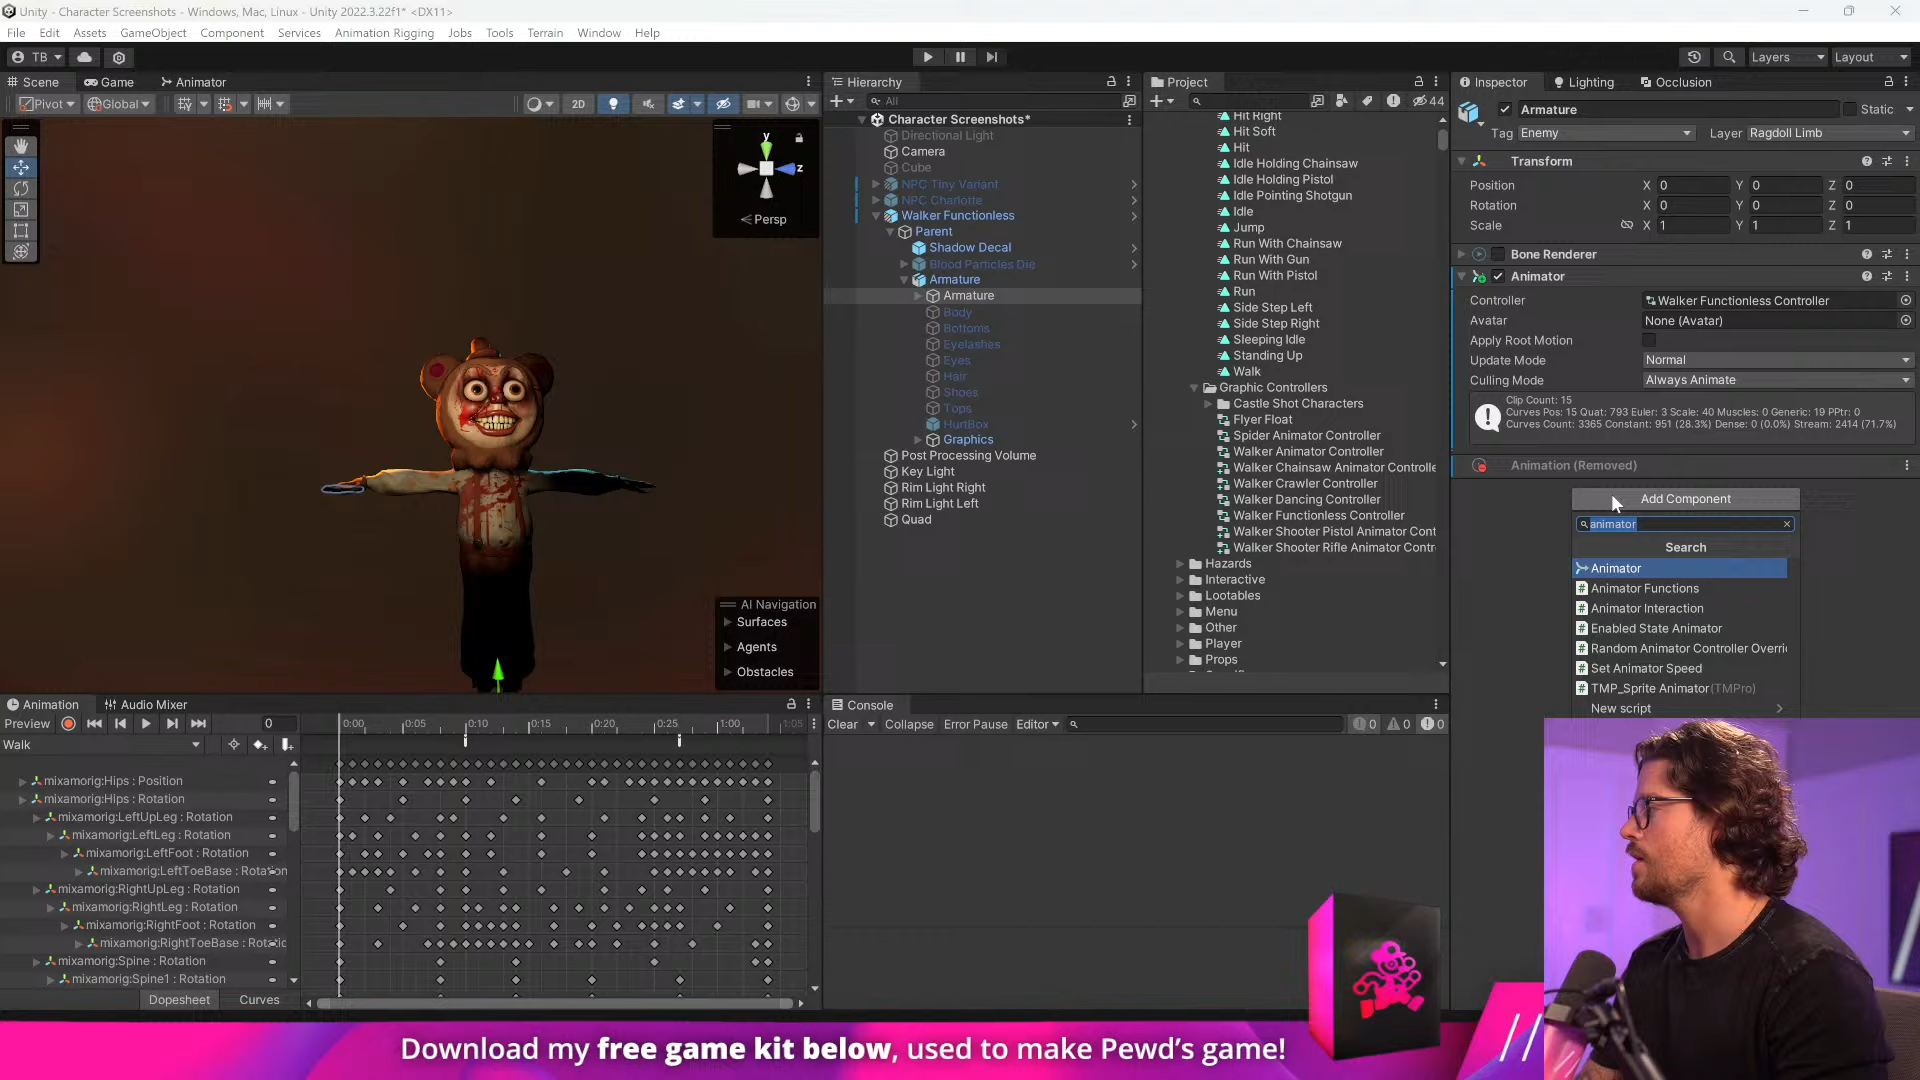 Unity - Character Screenshots - Windows, Mac, Linux - Unity 2022.3.22f1* <DX11>
File Edit Assets GameObject Component Services Animation Rigging Jobs Tools Terrain Window Help
TB Layers Layout
Scene Game Animator
Pivot Global 2D
y
z
Persp
AI Navigation
Surfaces
Agents
Obstacles
Hierarchy
All
Character Screenshots*
Directional Light
Camera
Cube
NPC Tiny Variant
NPC Charlotte
Walker Functionless
Parent
Shadow Decal
Blood Particles Die
Armature
Armature
Body
Bottoms
Eyelashes
Eyes
Hair
Shoes
Tops
HurtBox
Graphics
Post Processing Volume
Key Light
Rim Light Right
Rim Light Left
Quad
Project
44
Hit Right
Hit Soft
Hit
Idle Holding Chainsaw
Idle Holding Pistol
Idle Pointing Shotgun
Idle
Jump
Run With Chainsaw
Run With Gun
Run With Pistol
Run
Side Step Left
Side Step Right
Sleeping Idle
Standing Up
Walk
Graphic Controllers
Castle Shot Characters
Flyer Float
Spider Animator Controller
Walker Animator Controller
Walker Chainsaw Animator Controlle
Walker Crawler Controller
Walker Dancing Controller
Walker Functionless Controller
Walker Shooter Pistol Animator Cont
Walker Shooter Rifle Animator Contr
Hazards
Interactive
Lootables
Menu
Other
Player
Props
Inspector Lighting Occlusion
Armature Static
Tag Enemy Layer Ragdoll Limb
Transform
Position X 0 Y 0 Z 0
Rotation X 0 Y 0 Z 0
Scale X 1 Y 1 Z 1
Bone Renderer
Animator
Controller Walker Functionless Controller
Avatar None (Avatar)
Apply Root Motion
Update Mode Normal
Culling Mode Always Animate
Clip Count: 15
Curves Pos: 15 Quat: 793 Euler: 3 Scale: 40 Muscles: 0 Generic: 19 PPtr: 0
Curves Count: 3365 Constant: 951 (28.3%) Dense: 0 (0.0%) Stream: 2414 (71.7%)
Animation (Removed)
Add Component
animator
Search
Animator
Animator Functions
Animator Interaction
Enabled State Animator
Random Animator Controller Overri
Set Animator Speed
TMP_Sprite Animator (TMPro)
New script
Animation Audio Mixer
Preview 0 0:00 0:05 0:10 0:15 0:20 0:25 1:00 1:05
Walk
mixamorig:Hips : Position
mixamorig:Hips : Rotation
mixamorig:LeftUpLeg : Rotation
mixamorig:LeftLeg : Rotation
mixamorig:LeftFoot : Rotation
mixamorig:LeftToeBase : Rotation
mixamorig:RightUpLeg : Rotation
mixamorig:RightLeg : Rotation
mixamorig:RightFoot : Rotation
mixamorig:RightToeBase : Rotatic
mixamorig:Spine : Rotation
mixamorig:Spine1 : Rotation
Dopesheet Curves
Console
Clear Collapse Error Pause Editor 0 0 0
Download my free game kit below, used to make Pewd's game!
//